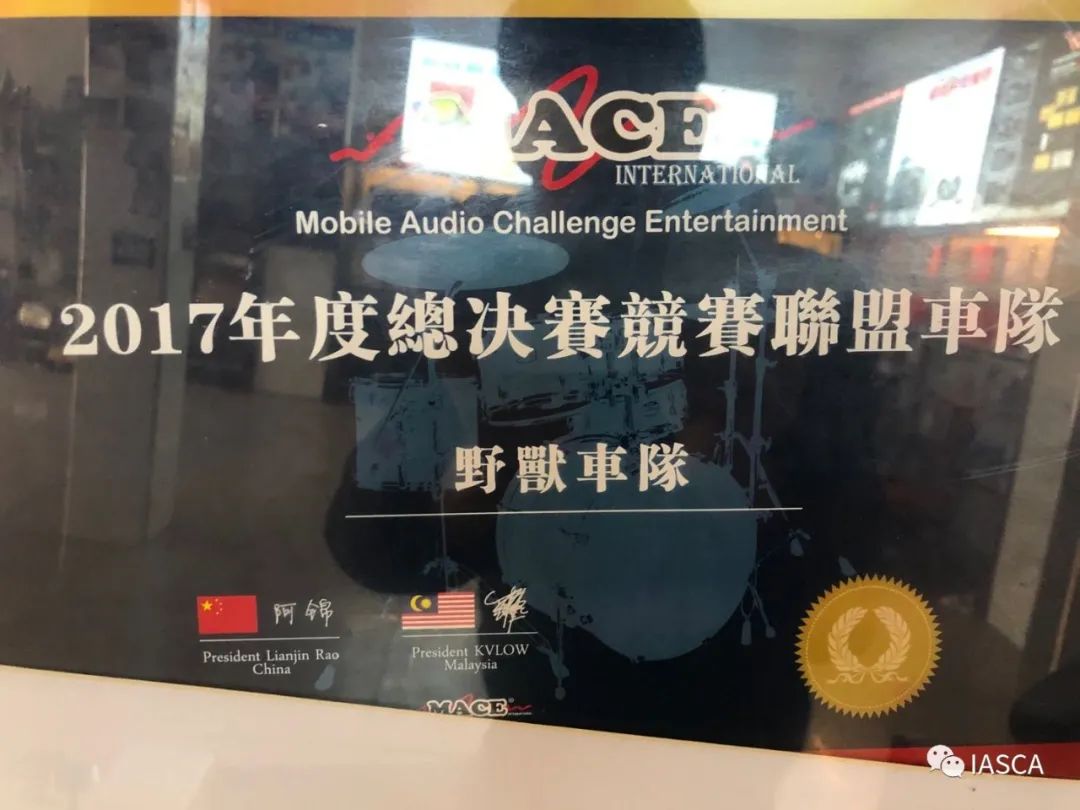 MACE
INTERNATIONAL
Mobile Audio Challenge Entertainment
2017年度總决賽競賽聯盟車隊
野獸車隊
阿锦
President Lianjin Rao
China
President KVLOW
Malaysia
MACE
IASCA